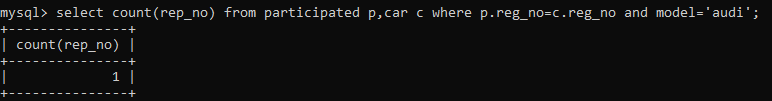 mysql> select count(rep_no) from participated p,car c where p.reg_no=c.reg_no and model='audi';
+---------------+
| count(rep_no) |
+---------------+
|             1 |
+---------------+